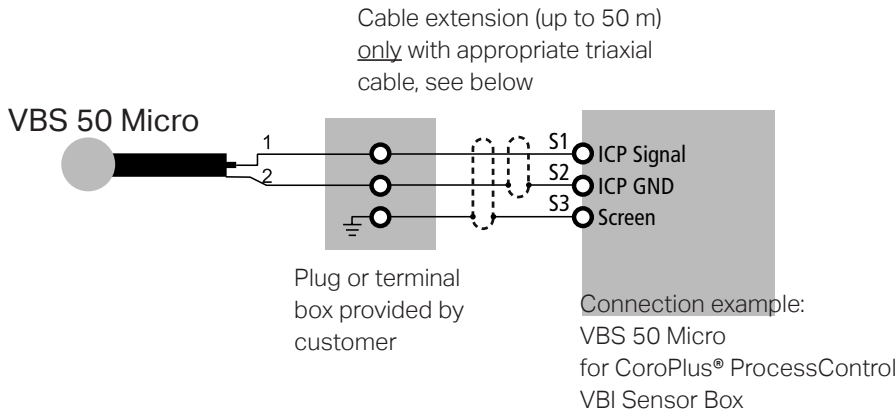 Cable extension (up to 50 m)
only with appropriate triaxial
cable, see below
VBS 50 Micro
1
2
S1
ICP Signal
S2
ICP GND
S3
Screen
Plug or terminal
box provided by
customer
Connection example:
VBS 50 Micro
for CoroPlus® ProcessControl
VBI Sensor Box